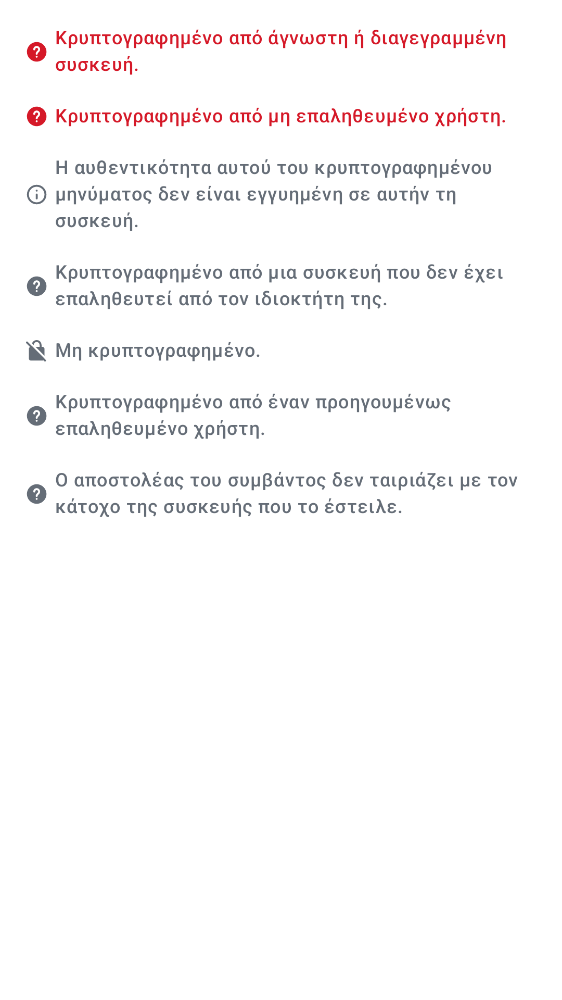 Κρυπτογραφημένο από άγνωστη ή διαγεγραμμένη
συσκευή.
Κρυπτογραφημένο από μη επαληθευμένο χρήστη.
Η αυθεντικότητα αυτού του κρυπτογραφημένου
μηνύματος δεν είναι εγγυημένη σε αυτήν τη
συσκευή.
Κρυπτογραφημένο από μια συσκευή που δεν έχει
επαληθευτεί από τον ιδιοκτήτη της.
Μη κρυπτογραφημένο.
Κρυπτογραφημένο από έναν προηγουμένως
επαληθευμένο χρήστη.
Ο αποστολέας του συμβάντος δεν ταιριάζει με τον
κάτοχο της συσκευής που το έστειλε.